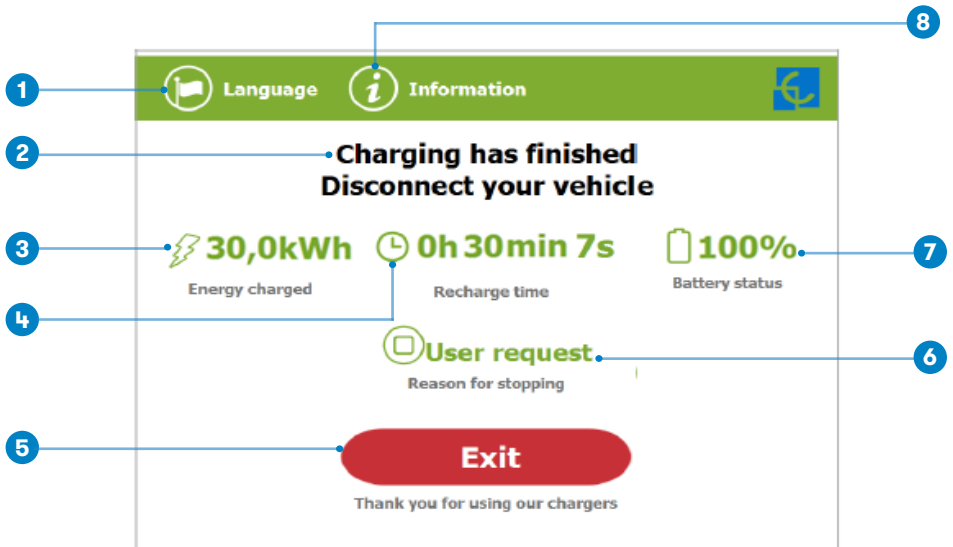 8
1
Language
Information
2
Charging has finished
Disconnect your vehicle
3
30,0kWh
0h 30min 7s
100%
7
Energy charged
Recharge time
Battery status
4
User request
6
Reason for stopping
5
Exit
Thank you for using our chargers